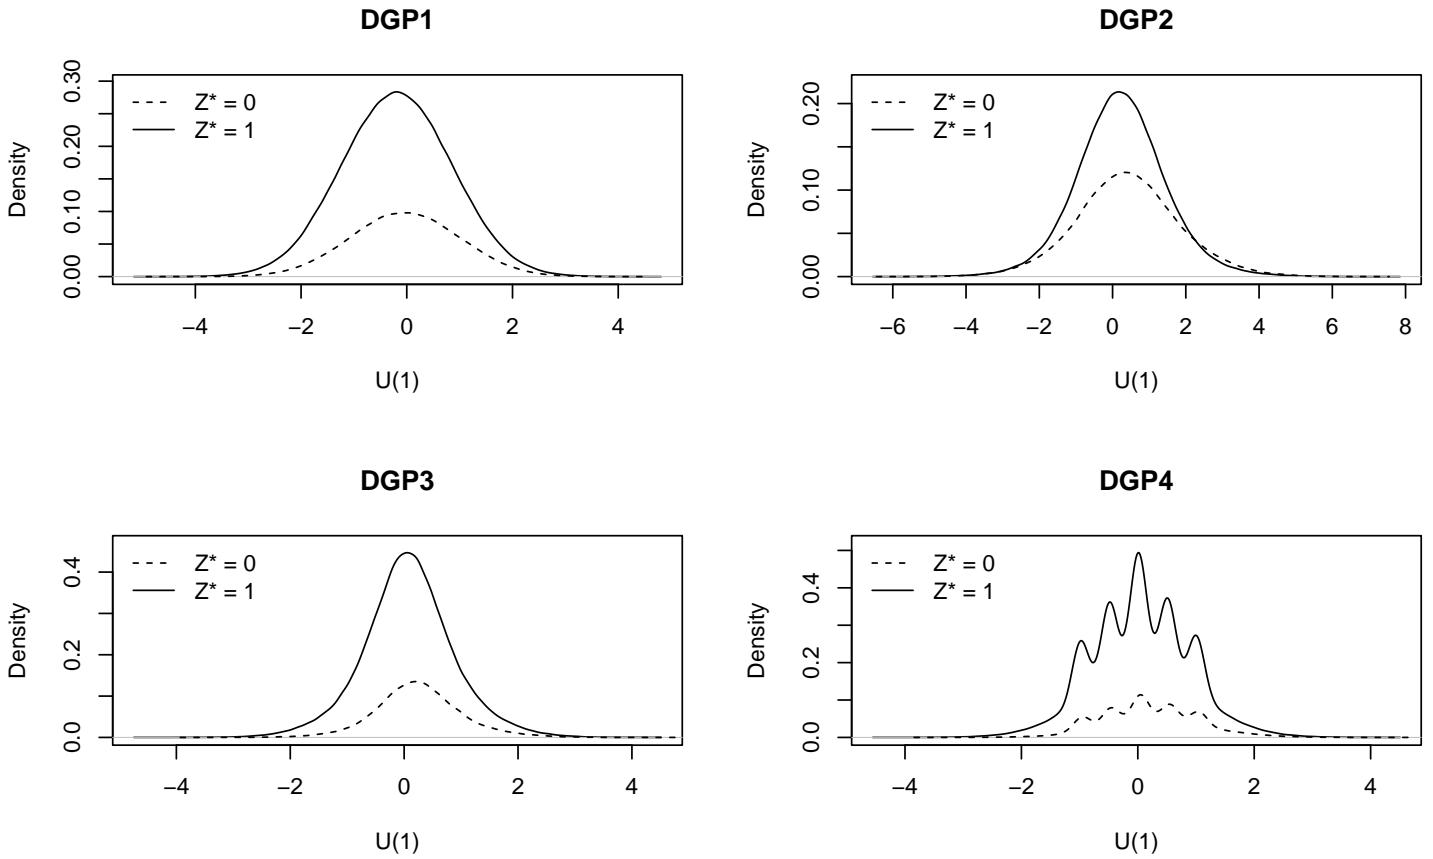 DGP1
Density
0.00 0.10 0.20 0.30
Z* = 0
Z* = 1
−4 −2 0 2 4
U(1)
DGP2
Density
0.00 0.10 0.20
Z* = 0
Z* = 1
−6 −4 −2 0 2 4 6 8
U(1)
DGP3
Density
0.0 0.2 0.4
Z* = 0
Z* = 1
−4 −2 0 2 4
U(1)
DGP4
Density
0.0 0.2 0.4
Z* = 0
Z* = 1
−4 −2 0 2 4
U(1)